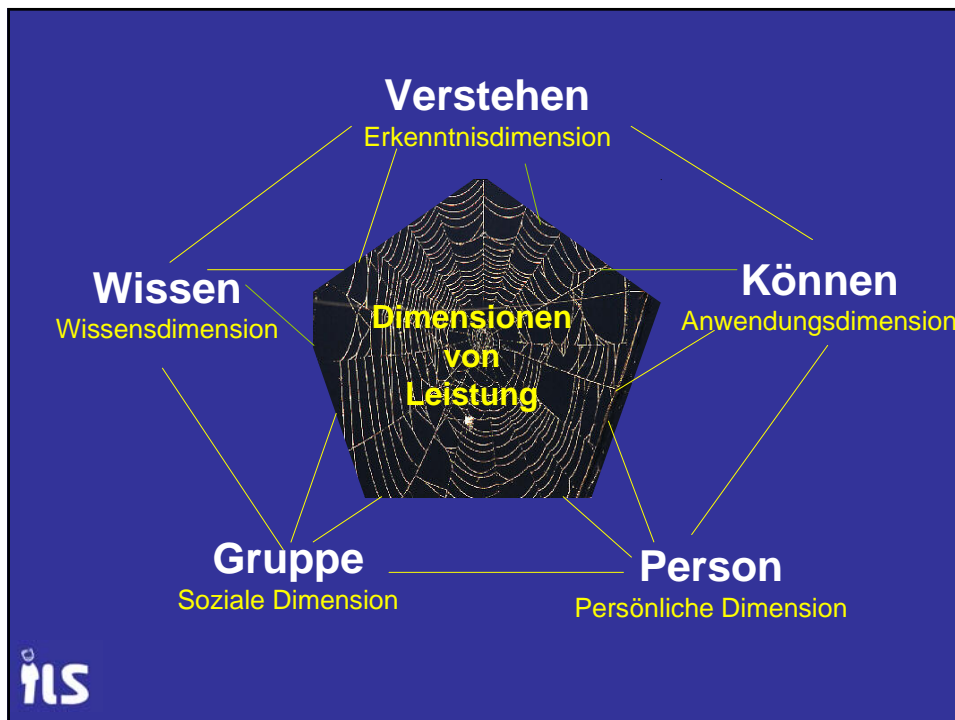 Verstehen
Erkenntnisdimension
Wissen
Wissensdimension
Können
Anwendungsdimension
Dimensionen
von
Leistung
Gruppe
Soziale Dimension
Person
Persönliche Dimension
ILS